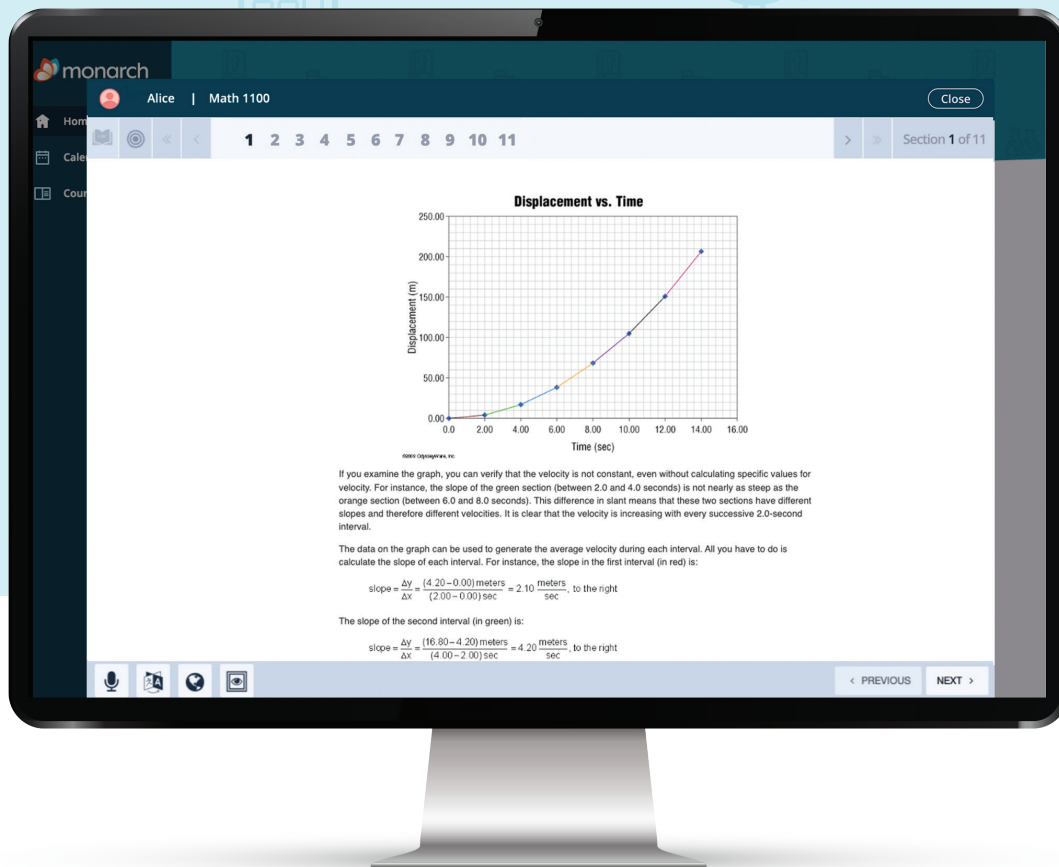 monarch
Alice | Math 1100
Close
Hom
Cale
Cour
« < 1 2 3 4 5 6 7 8 9 10 11 > » Section 1 of 11
Displacement vs. Time
250.00
200.00
150.00
100.00
50.00
0.00
Displacement (m)
0.0 2.00 4.00 6.00 8.00 10.00 12.00 14.00 16.00
Time (sec)
©2009 OdysseyWare, Inc.
If you examine the graph, you can verify that the velocity is not constant, even without calculating specific values for
velocity. For instance, the slope of the green section (between 2.0 and 4.0 seconds) is not nearly as steep as the
orange section (between 6.0 and 8.0 seconds). This difference in slant means that these two sections have different
slopes and therefore different velocities. It is clear that the velocity is increasing with every successive 2.0-second
interval.
The data on the graph can be used to generate the average velocity during each interval. All you have to do is
calculate the slope of each interval. For instance, the slope in the first interval (in red) is:
slope = Δy/Δx = (4.20−0.00) meters/(2.00−0.00) sec = 2.10 meters/sec, to the right
The slope of the second interval (in green) is:
slope = Δy/Δx = (16.80−4.20) meters/(4.00−2.00) sec = 4.20 meters/sec, to the right
< PREVIOUS NEXT >